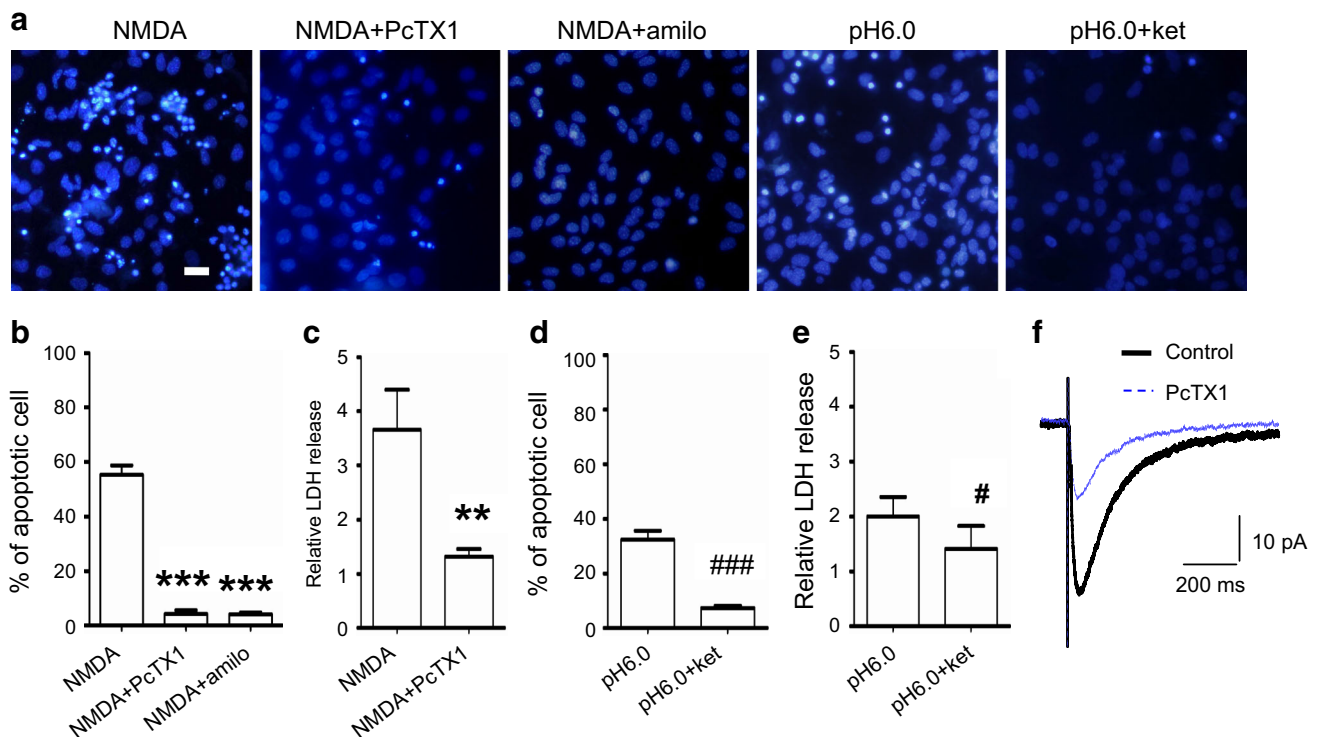 a
NMDA
NMDA+PcTX1
NMDA+amilo
pH6.0
pH6.0+ket
b
% of apoptotic cell
100
80
60
40
20
0
***
***
NMDA
NMDA+PcTX1
NMDA+amilo
c
Relative LDH release
5
4
3
2
1
0
**
NMDA
NMDA+PcTX1
d
% of apoptotic cell
100
80
60
40
20
0
###
pH6.0
pH6.0+ket
e
Relative LDH release
5
4
3
2
1
0
#
pH6.0
pH6.0+ket
f
Control
PcTX1
10 pA
200 ms